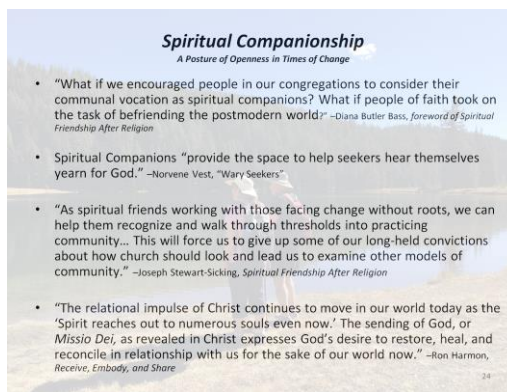 Spiritual Companionship
A Posture of Openness in Times of Change
• “What if we encouraged people in our congregations to consider their
communal vocation as spiritual companions? What if people of faith took on
the task of befriending the postmodern world?” –Diana Butler Bass, foreword of Spiritual
Friendship After Religion
• Spiritual Companions “provide the space to help seekers hear themselves
yearn for God.” –Norvene Vest, “Wary Seekers”
• “As spiritual friends working with those facing change without roots, we can
help them recognize and walk through thresholds into practicing
community… This will force us to give up some of our long-held convictions
about how church should look and lead us to examine other models of
community.” –Joseph Stewart-Sicking, Spiritual Friendship After Religion
• “The relational impulse of Christ continues to move in our world today as the
‘Spirit reaches out to numerous souls even now.’ The sending of God, or
Missio Dei, as revealed in Christ expresses God’s desire to restore, heal, and
reconcile in relationship with us for the sake of our world now.” –Ron Harmon,
Receive, Embody, and Share
24